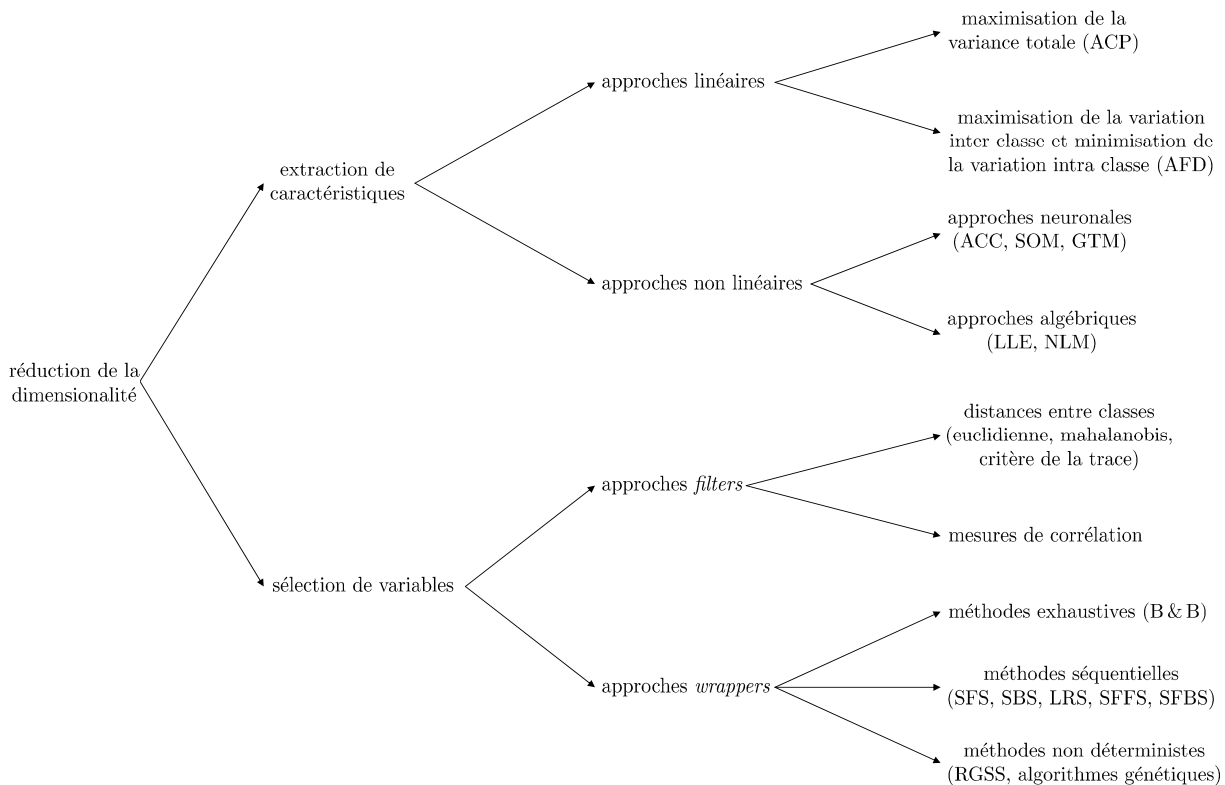 maximisation de la
variance totale (ACP)
approches linéaires
maximisation de la variation
inter classe et minimisation de
la variation intra classe (AFD)
extraction de
caractéristiques
approches neuronales
(ACC, SOM, GTM)
approches non linéaires
approches algébriques
(LLE, NLM)
réduction de la
dimensionalité
distances entre classes
(euclidienne, mahalanobis,
critère de la trace)
approches filters
mesures de corrélation
sélection de variables
méthodes exhaustives (B & B)
approches wrappers
méthodes séquentielles
(SFS, SBS, LRS, SFFS, SFBS)
méthodes non déterministes
(RGSS, algorithmes génétiques)